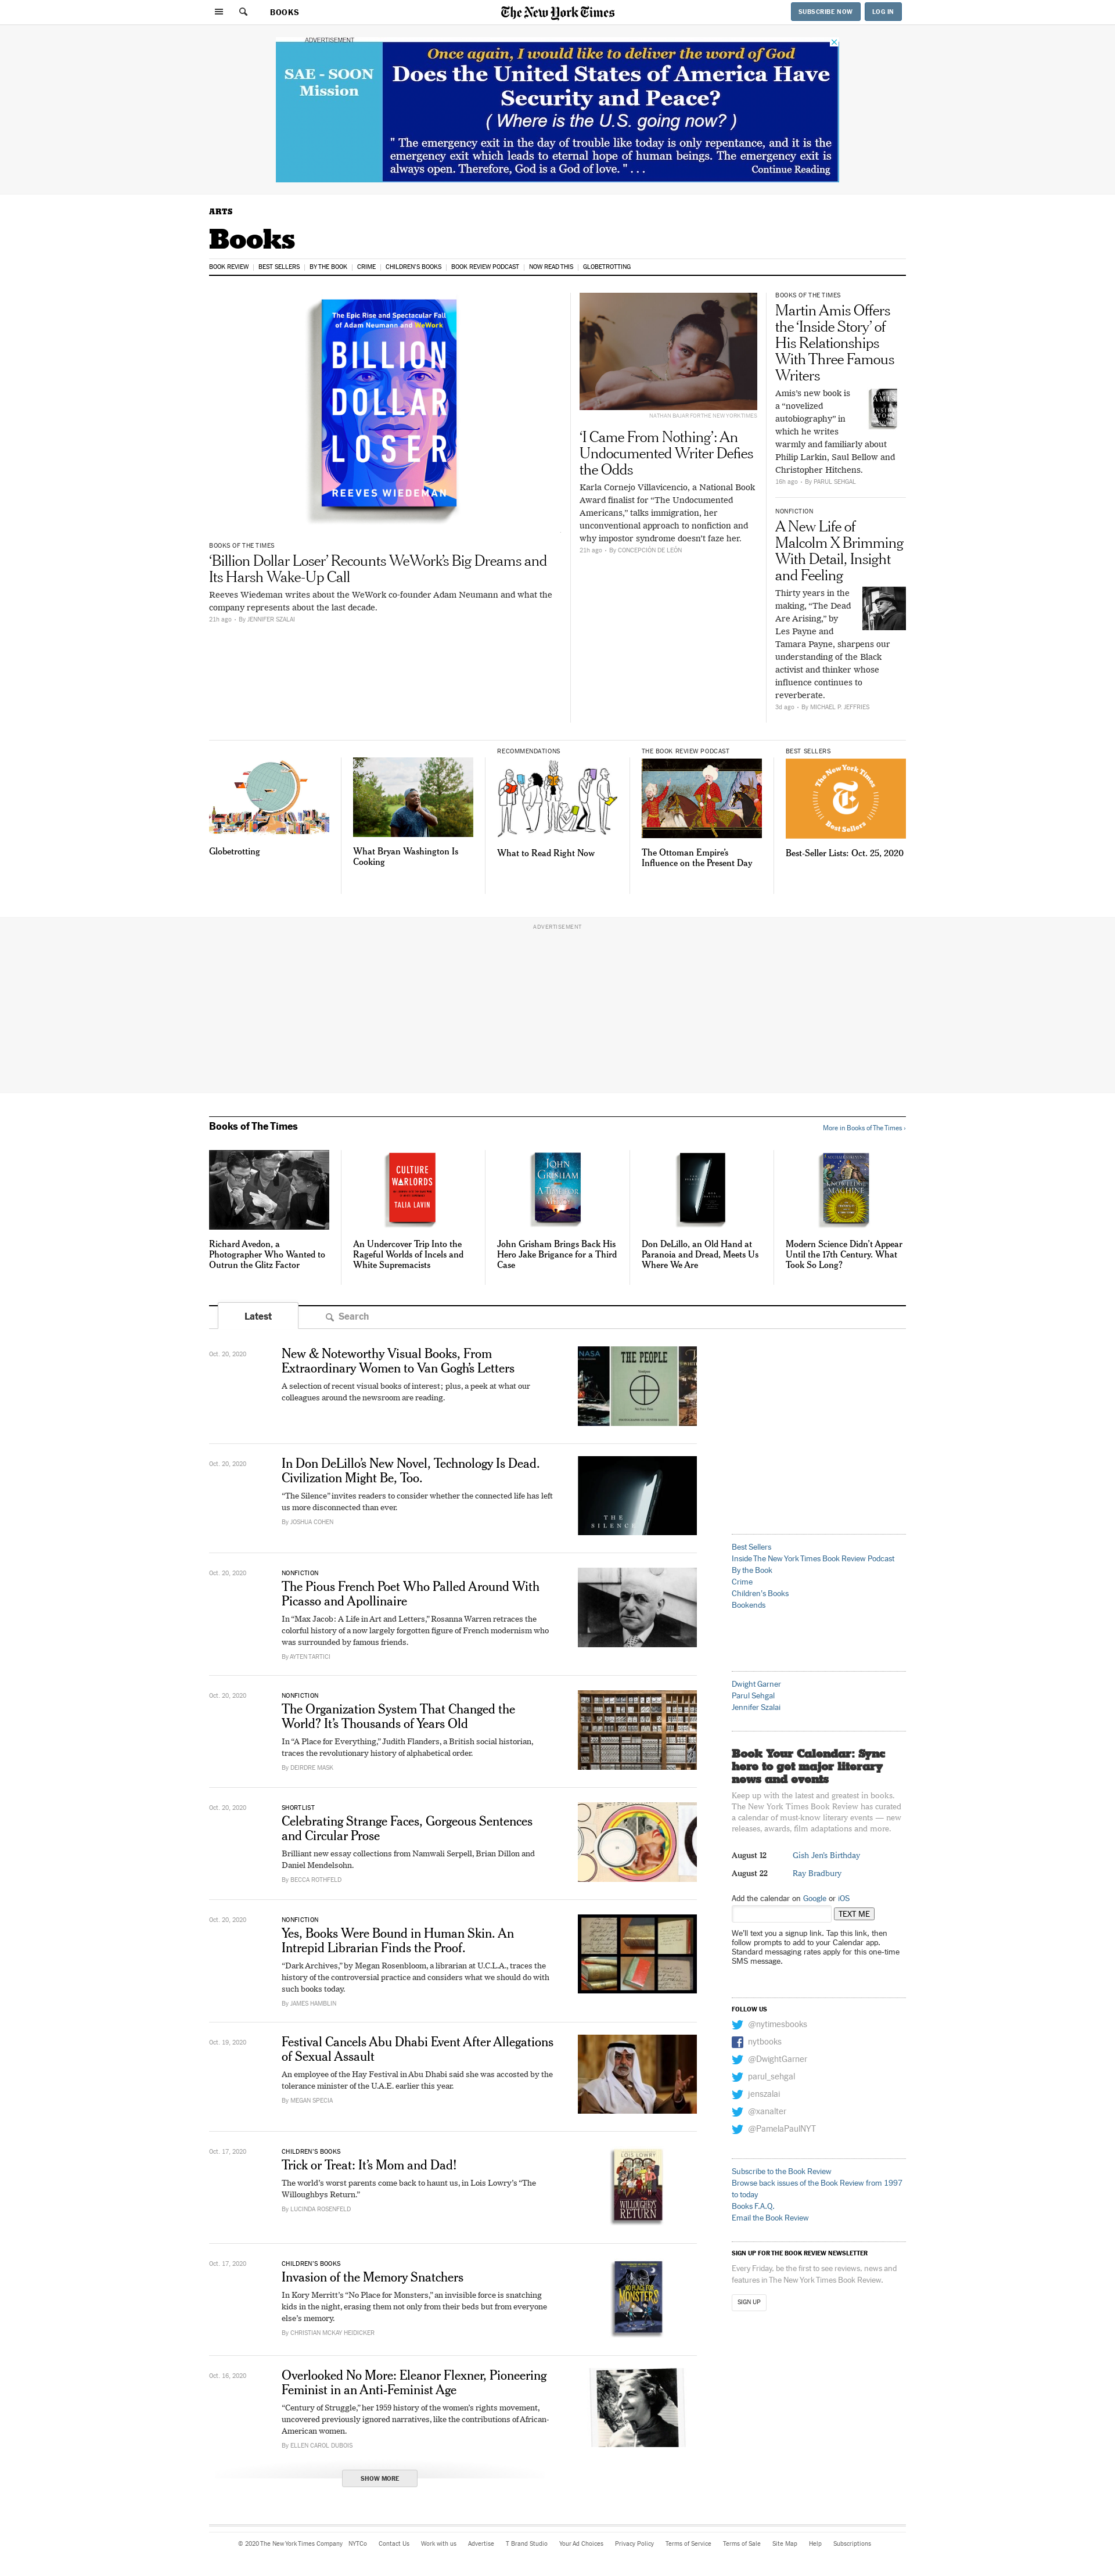 BOOKS
The New York Times
SUBSCRIBE NOW
LOG IN
ADVERTISEMENT
SAE - SOON
Mission
Once again, I would like to deliver the word of God
Does the United States of America Have
Security and Peace?
( Where is the U.S. going now? )
" The emergency exit in the day of trouble like today is only repentance, and it is the
emergency exit which leads to eternal hope of human beings. The emergency exit is
always open. Therefore, God is a God of love. " . . .
Continue Reading
ARTS
Books
BOOK REVIEW | BEST SELLERS | BY THE BOOK | CRIME | CHILDREN'S BOOKS | BOOK REVIEW PODCAST | NOW READ THIS | GLOBETROTTING
The Epic Rise and Spectacular Fall
of Adam Neumann and WeWork
BILLION
DOLLAR
LOSER
REEVES WIEDEMAN
BOOKS OF THE TIMES
‘Billion Dollar Loser’ Recounts WeWork’s Big Dreams and
Its Harsh Wake-Up Call
Reeves Wiedeman writes about the WeWork co-founder Adam Neumann and what the
company represents about the last decade.
21h ago • By JENNIFER SZALAI
NATHAN BAJAR FOR THE NEW YORK TIMES
‘I Came From Nothing’: An
Undocumented Writer Defies
the Odds
Karla Cornejo Villavicencio, a National Book
Award finalist for “The Undocumented
Americans,” talks immigration, her
unconventional approach to nonfiction and
why impostor syndrome doesn’t faze her.
21h ago • By CONCEPCIÓN DE LEÓN
BOOKS OF THE TIMES
Martin Amis Offers
the ‘Inside Story’ of
His Relationships
With Three Famous
Writers
Amis’s new book is
a “novelized
autobiography” in
which he writes
warmly and familiarly about
Philip Larkin, Saul Bellow and
Christopher Hitchens.
16h ago • By PARUL SEHGAL
NONFICTION
A New Life of
Malcolm X Brimming
With Detail, Insight
and Feeling
Thirty years in the
making, “The Dead
Are Arising,” by
Les Payne and
Tamara Payne, sharpens our
understanding of the Black
activist and thinker whose
influence continues to
reverberate.
3d ago • By MICHAEL P. JEFFRIES
Globetrotting
What Bryan Washington Is
Cooking
RECOMMENDATIONS
What to Read Right Now
THE BOOK REVIEW PODCAST
The Ottoman Empire’s
Influence on the Present Day
BEST SELLERS
The New York Times
Best Sellers
Best-Seller Lists: Oct. 25, 2020
ADVERTISEMENT
Books of The Times
More in Books of The Times ›
Richard Avedon, a
Photographer Who Wanted to
Outrun the Glitz Factor
CULTURE
WARLORDS
TALIA LAVIN
An Undercover Trip Into the
Rageful Worlds of Incels and
White Supremacists
JOHN
GRISHAM
A TIME FOR
MERCY
John Grisham Brings Back His
Hero Jake Brigance for a Third
Case
Don DeLillo, an Old Hand at
Paranoia and Dread, Meets Us
Where We Are
KNOWLEDGE
MACHINE
Modern Science Didn’t Appear
Until the 17th Century. What
Took So Long?
Latest
Search
Oct. 20, 2020
New & Noteworthy Visual Books, From
Extraordinary Women to Van Gogh’s Letters
A selection of recent visual books of interest; plus, a peek at what our
colleagues around the newsroom are reading.
NASA
THE PEOPLE
Oct. 20, 2020
In Don DeLillo’s New Novel, Technology Is Dead.
Civilization Might Be, Too.
“The Silence” invites readers to consider whether the connected life has left
us more disconnected than ever.
By JOSHUA COHEN
THE
SILENCE
Oct. 20, 2020
NONFICTION
The Pious French Poet Who Palled Around With
Picasso and Apollinaire
In “Max Jacob: A Life in Art and Letters,” Rosanna Warren retraces the
colorful history of a now largely forgotten figure of French modernism who
was surrounded by famous friends.
By AYTEN TARTICI
Oct. 20, 2020
NONFICTION
The Organization System That Changed the
World? It’s Thousands of Years Old
In “A Place for Everything,” Judith Flanders, a British social historian,
traces the revolutionary history of alphabetical order.
By DEIRDRE MASK
Oct. 20, 2020
SHORTLIST
Celebrating Strange Faces, Gorgeous Sentences
and Circular Prose
Brilliant new essay collections from Namwali Serpell, Brian Dillon and
Daniel Mendelsohn.
By BECCA ROTHFELD
Oct. 20, 2020
NONFICTION
Yes, Books Were Bound in Human Skin. An
Intrepid Librarian Finds the Proof.
“Dark Archives,” by Megan Rosenbloom, a librarian at U.C.L.A., traces the
history of the controversial practice and considers what we should do with
such books today.
By JAMES HAMBLIN
Oct. 19, 2020
Festival Cancels Abu Dhabi Event After Allegations
of Sexual Assault
An employee of the Hay Festival in Abu Dhabi said she was accosted by the
tolerance minister of the U.A.E. earlier this year.
By MEGAN SPECIA
Oct. 17, 2020
CHILDREN’S BOOKS
Trick or Treat: It’s Mom and Dad!
The world’s worst parents come back to haunt us, in Lois Lowry’s “The
Willoughbys Return.”
By LUCINDA ROSENFELD
LOIS LOWRY
WILLOUGHBYS
RETURN
Oct. 17, 2020
CHILDREN’S BOOKS
Invasion of the Memory Snatchers
In Kory Merritt’s “No Place for Monsters,” an invisible force is snatching
kids in the night, erasing them not only from their beds but from everyone
else’s memory.
By CHRISTIAN MCKAY HEIDICKER
NO PLACE FOR
MONSTERS
Oct. 16, 2020
Overlooked No More: Eleanor Flexner, Pioneering
Feminist in an Anti-Feminist Age
“Century of Struggle,” her 1959 history of the women’s rights movement,
uncovered previously ignored narratives, like the contributions of African-
American women.
By ELLEN CAROL DUBOIS
SHOW MORE
Best Sellers
Inside The New York Times Book Review Podcast
By the Book
Crime
Children's Books
Bookends
Dwight Garner
Parul Sehgal
Jennifer Szalai
Book Your Calendar: Sync
here to get major literary
news and events
Keep up with the latest and greatest in books.
The New York Times Book Review has curated
a calendar of must-know literary events — new
releases, awards, film adaptations and more.
August 12 Gish Jen's Birthday
August 22 Ray Bradbury
Add the calendar on Google or iOS
TEXT ME
We'll text you a signup link. Tap this link, then
follow prompts to add to your Calendar app.
Standard messaging rates apply for this one-time
SMS message.
FOLLOW US
@nytimesbooks
nytbooks
@DwightGarner
parul_sehgal
jenszalai
@xanalter
@PamelaPaulNYT
Subscribe to the Book Review
Browse back issues of the Book Review from 1997
to today
Books F.A.Q.
Email the Book Review
SIGN UP FOR THE BOOK REVIEW NEWSLETTER
Every Friday, be the first to see reviews, news and
features in The New York Times Book Review.
SIGN UP
© 2020 The New York Times Company NYTCo Contact Us Work with us Advertise T Brand Studio Your Ad Choices Privacy Policy Terms of Service Terms of Sale Site Map Help Subscriptions